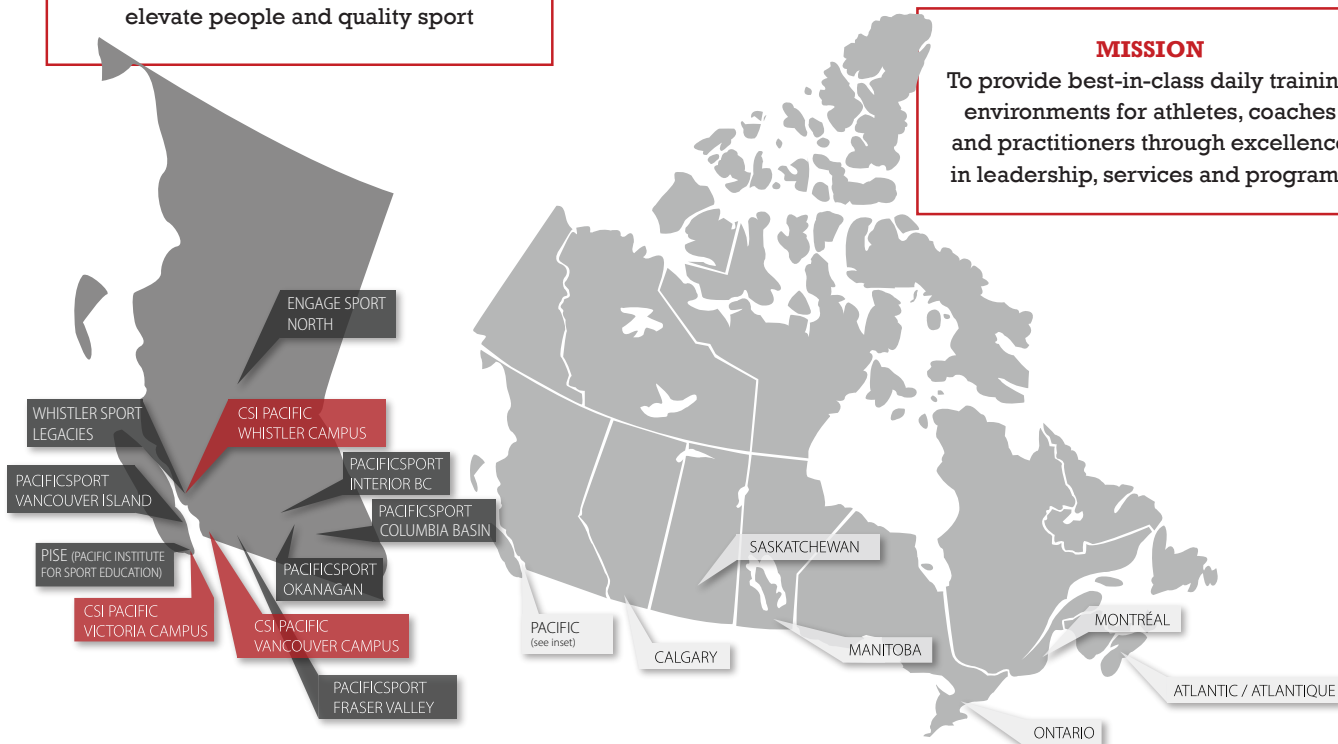 elevate people and quality sport
MISSION
To provide best-in-class daily trainin
environments for athletes, coaches
and practitioners through excellenc
in leadership, services and program
ENGAGE SPORT
NORTH
WHISTLER SPORT
LEGACIES
CSI PACIFIC
WHISTLER CAMPUS
PACIFICSPORT
INTERIOR BC
PACIFICSPORT
VANCOUVER ISLAND
PACIFICSPORT
COLUMBIA BASIN
PISE (PACIFIC INSTITUTE
FOR SPORT EDUCATION)
PACIFICSPORT
OKANAGAN
CSI PACIFIC
VICTORIA CAMPUS
CSI PACIFIC
VANCOUVER CAMPUS
PACIFICSPORT
FRASER VALLEY
SASKATCHEWAN
PACIFIC
(see inset)
CALGARY
MANITOBA
MONTRÉAL
ATLANTIC / ATLANTIQUE
ONTARIO